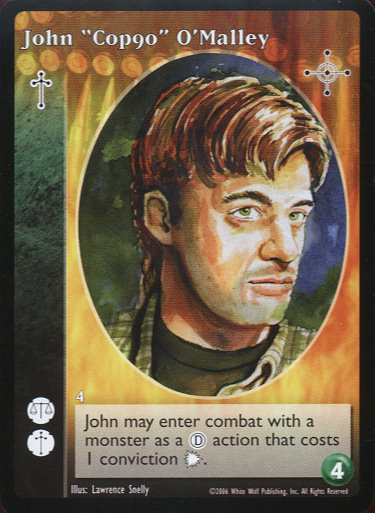 John "Cop90" O'Malley
4
John may enter combat with a
monster as a Ⓓ action that costs
1 conviction.
4
Illus: Lawrence Snelly
©2006 White Wolf Publishing, Inc. All Rights Reserved